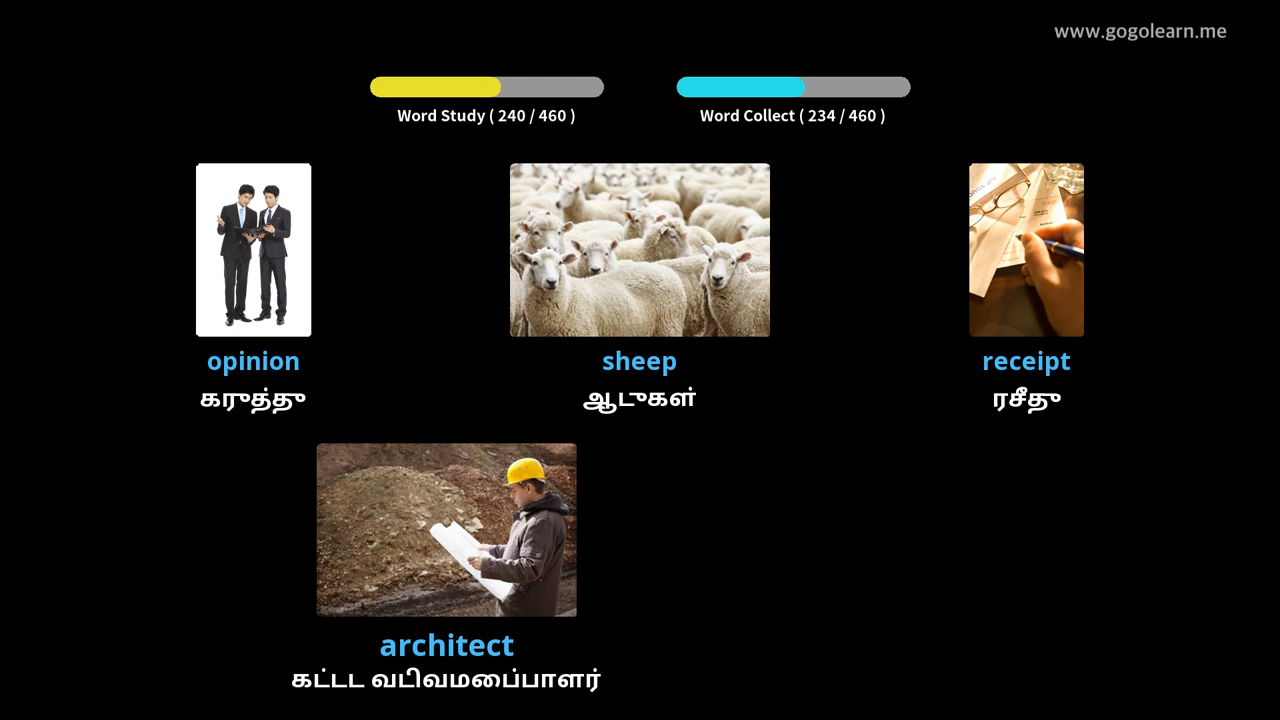 www.gogolearn.me
Word Study ( 240 / 460 )
Word Collect ( 234 / 460 )
opinion
sheep
receipt
கருத்து
ஆடுகள்
ரசீது
architect
கட்டட வடிவமைப்பாளர்